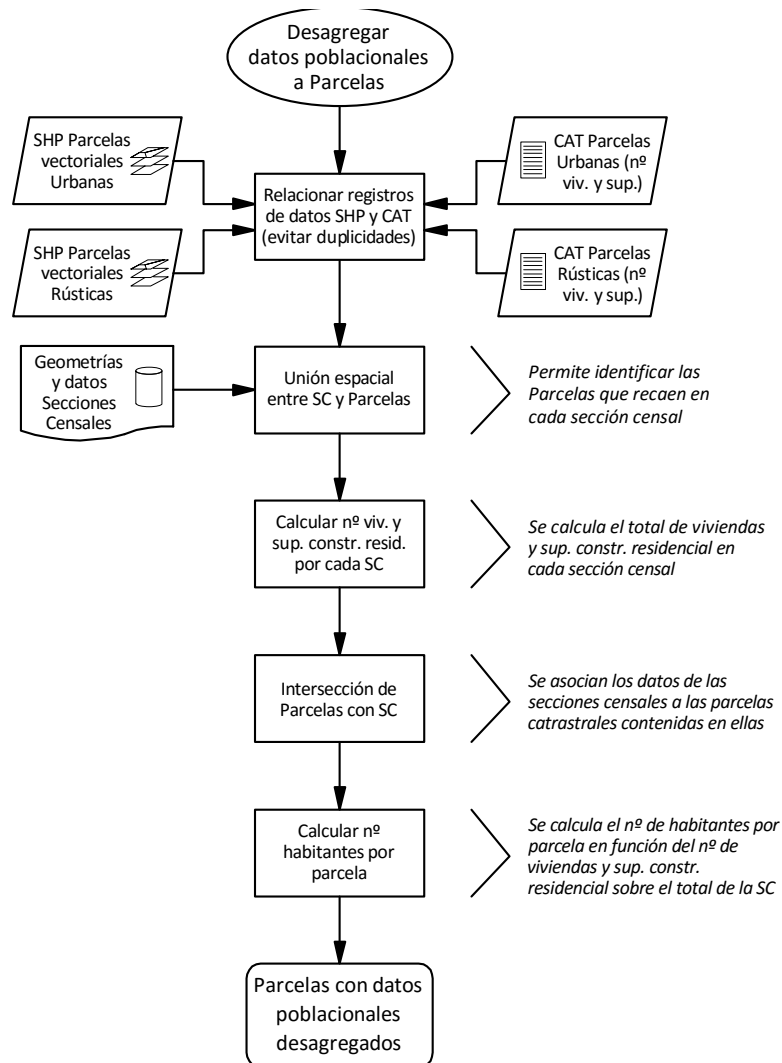 Desagregar
datos poblacionales
a Parcelas
SHP Parcelas
vectoriales
Urbanas
CAT Parcelas
Urbanas (nº
viv. y sup.)
Relacionar registros
de datos SHP y CAT
(evitar duplicidades)
SHP Parcelas
vectoriales
Rústicas
CAT Parcelas
Rústicas (nº
viv. y sup.)
Geometrías
y datos
Secciones
Censales
Unión espacial
entre SC y Parcelas
Permite identificar las
Parcelas que recaen en
cada sección censal
Calcular nº viv. y
sup. constr. resid.
por cada SC
Se calcula el total de viviendas
y sup. constr. residencial en
cada sección censal
Intersección de
Parcelas con SC
Se asocian los datos de las
secciones censales a las parcelas
catrastrales contenidas en ellas
Calcular nº
habitantes por
parcela
Se calcula el nº de habitantes por
parcela en función del nº de
viviendas y sup. constr.
residencial sobre el total de la SC
Parcelas con datos
poblacionales
desagregados